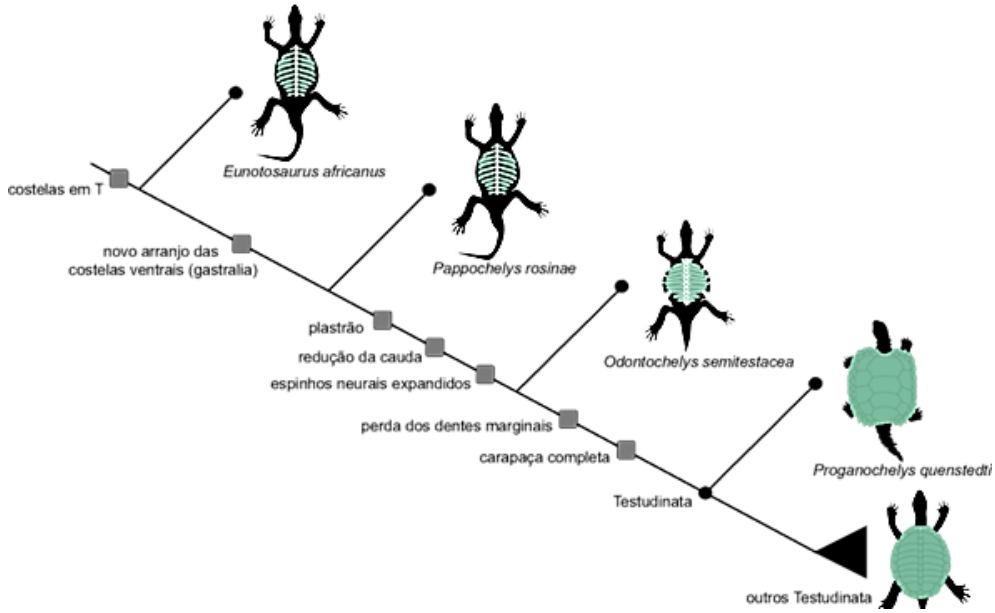 Eunotosaurus africanus
costelas em T
novo arranjo das
costelas ventrais (gastralia)
Pappochelys rosinae
plastrão
redução da cauda
espinhos neurais expandidos
Odontochelys semitestacea
perda dos dentes marginais
carapaça completa
Proganochelys quenstedti
Testudinata
outros Testudinata